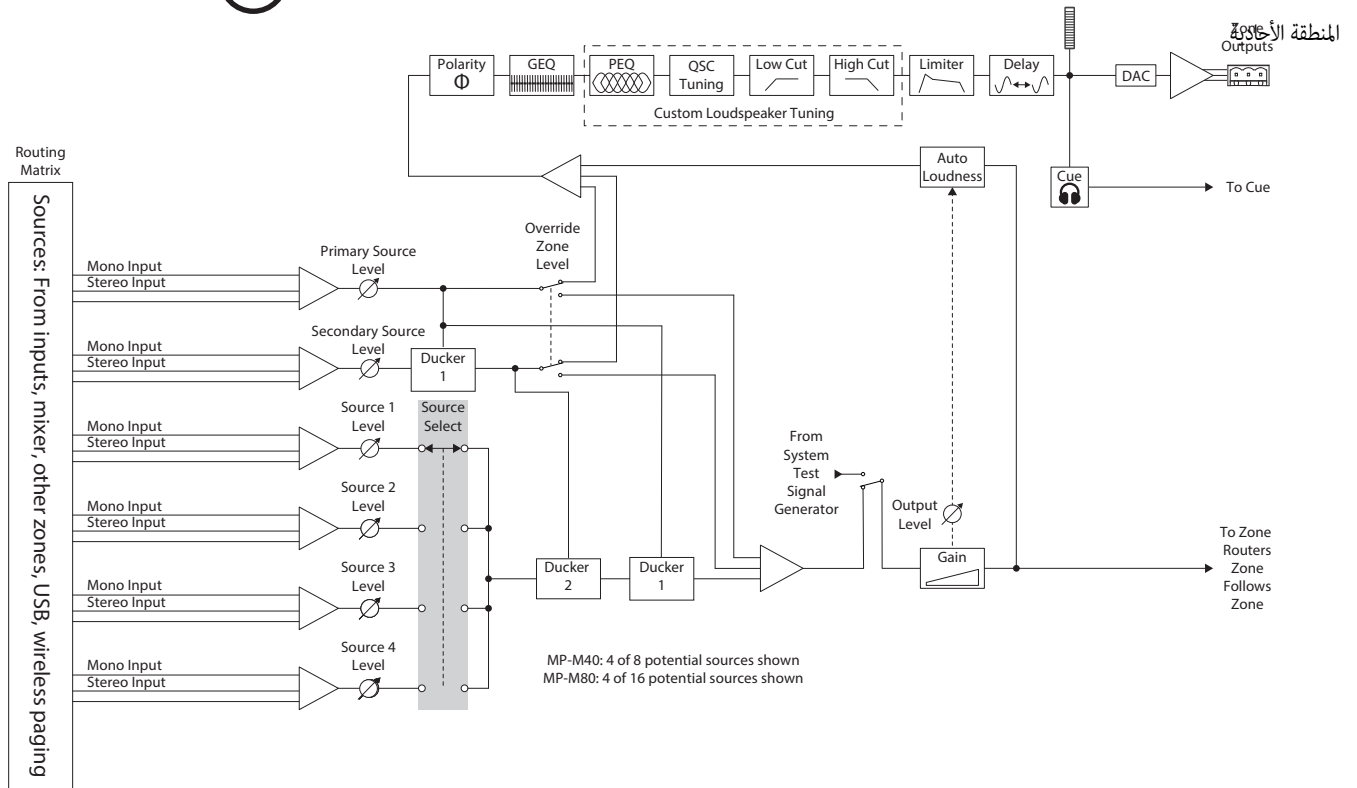 المنطقة الأحادية
Zone
Outputs
Polarity
Φ
GEQ
PEQ
QSC
Tuning
Low Cut
High Cut
Limiter
Delay
DAC
Custom Loudspeaker Tuning
Routing
Matrix
Auto
Loudness
Cue
To Cue
Sources: From inputs, mixer, other zones, USB, wireless paging
Override
Zone
Level
Mono Input
Stereo Input
Primary Source
Level
Mono Input
Stereo Input
Secondary Source
Level
Ducker
1
Mono Input
Stereo Input
Source 1
Level
Source
Select
From
System
Test
Signal
Generator
Mono Input
Stereo Input
Source 2
Level
Output
Level
Mono Input
Stereo Input
Source 3
Level
Ducker
2
Ducker
1
Gain
To Zone
Routers
Zone
Follows
Zone
Mono Input
Stereo Input
Source 4
Level
MP-M40: 4 of 8 potential sources shown
MP-M80: 4 of 16 potential sources shown